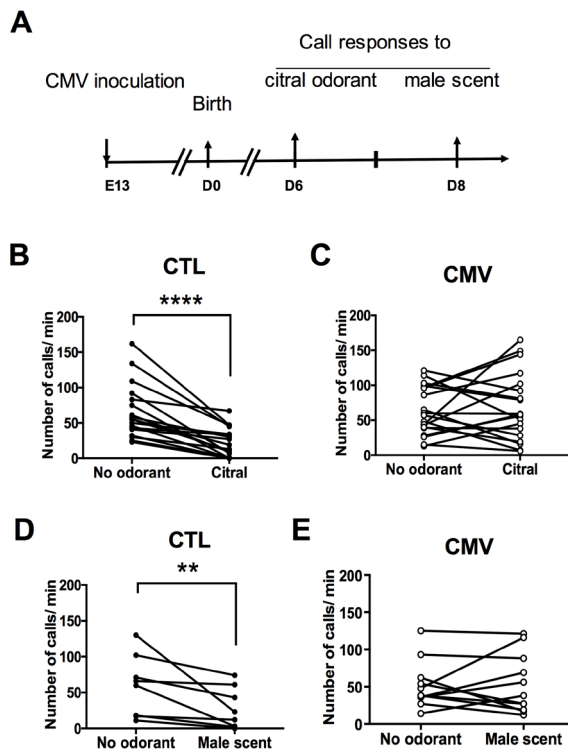 A
Call responses to
CMV inoculation
citral odorant male scent
Birth
E13 D0 D6 D8
B
CTL
****
Number of calls/ min
200
150
100
50
0
No odorant Citral
C
CMV
Number of calls/ min
200
150
100
50
0
No odorant Citral
D
CTL
**
Number of calls/ min
200
150
100
50
0
No odorant Male scent
E
CMV
Number of calls/ min
200
150
100
50
0
No odorant Male scent